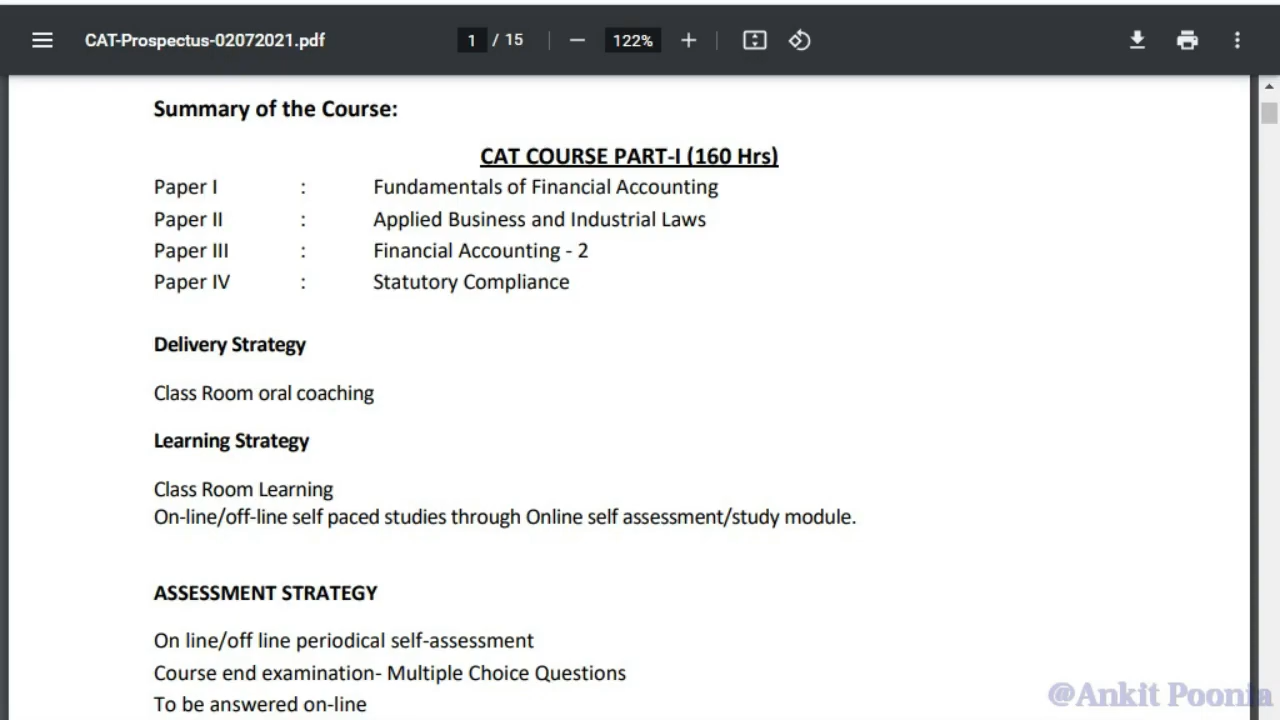 CAT-Prospectus-02072021.pdf 1 / 15 122%
Summary of the Course:
CAT COURSE PART-I (160 Hrs)
Paper I : Fundamentals of Financial Accounting
Paper II : Applied Business and Industrial Laws
Paper III : Financial Accounting - 2
Paper IV : Statutory Compliance
Delivery Strategy
Class Room oral coaching
Learning Strategy
Class Room Learning
On-line/off-line self paced studies through Online self assessment/study module.
ASSESSMENT STRATEGY
On line/off line periodical self-assessment
Course end examination- Multiple Choice Questions
To be answered on-line
@Ankit Poonia